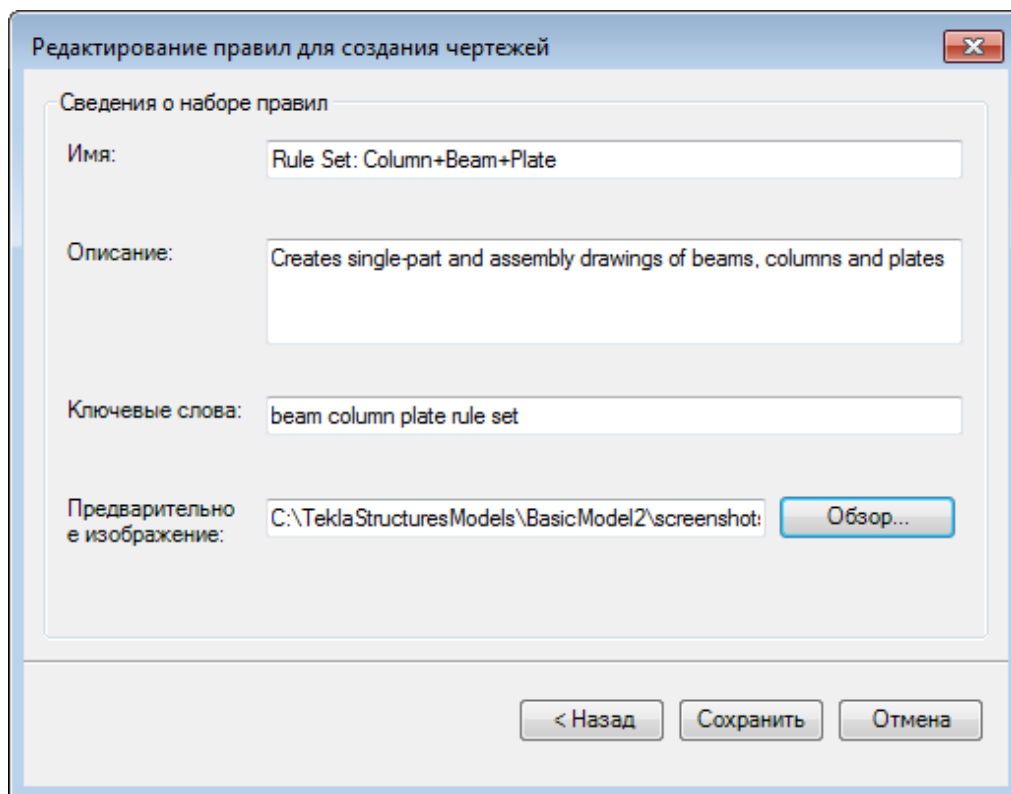 Редактирование правил для создания чертежей
Сведения о наборе правил
Имя:
Rule Set: Column+Beam+Plate
Описание:
Creates single-part and assembly drawings of beams, columns and plates
Ключевые слова:
beam column plate rule set
Предварительно
е изображение:
C:\TeklaStructuresModels\BasicModel2\screenshots
Обзор...
< Назад
Сохранить
Отмена